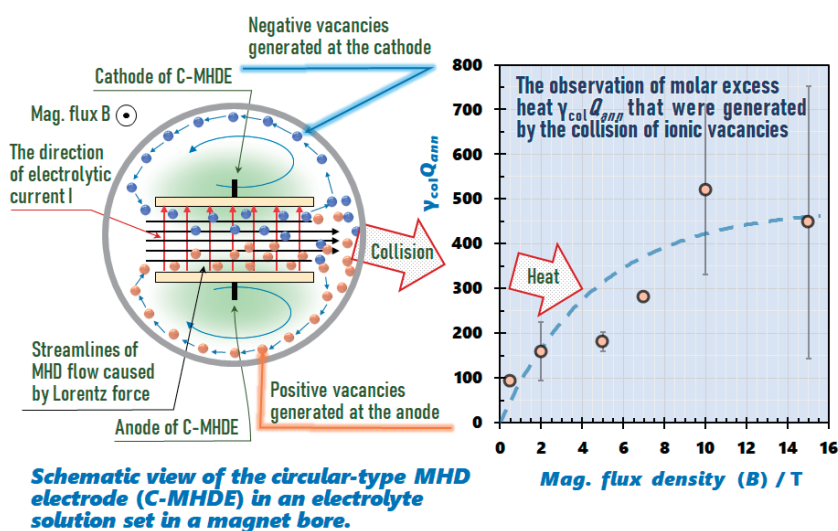 Negative vacancies
generated at the cathode
Cathode of C-MHDE
Mag. flux B
The direction
of electrolytic
current I
Collision
Streamlines of
MHD flow caused
by Lorentz force
Anode of C-MHDE
Positive vacancies
generated at the anode
Schematic view of the circular-type MHD
electrode (C-MHDE) in an electrolyte
solution set in a magnet bore.
The observation of molar excess
heat γcol Qann that were generated
by the collision of ionic vacancies
Heat
γcol Qann
800
700
600
500
400
300
200
100
0
0 2 4 6 8 10 12 14 16
Mag. flux density (B) / T